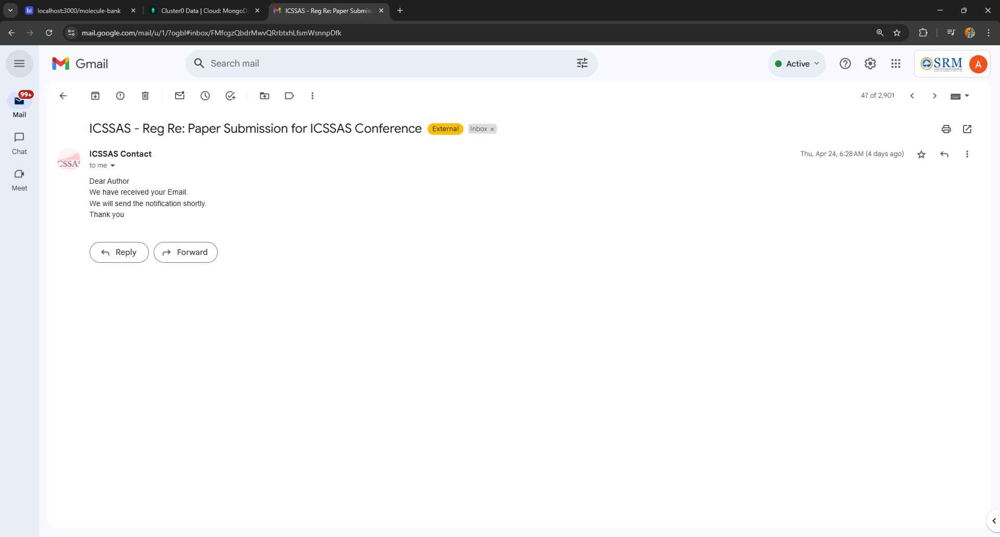 localhost:3000/molecule-bank
Cluster0 Data | Cloud: MongoD
ICSSAS - Reg Re: Paper Submiss
mail.google.com/mail/u/1/?ogbl#inbox/FMfcgzQbdrMwvQRrbtxhLfsmWsnnpDfk
Gmail
Search mail
Active
SRM
A
99+
Mail
Chat
Meet
47 of 2,901
ICSSAS - Reg Re: Paper Submission for ICSSAS Conference
External
Inbox
ICSSAS Contact
Thu, Apr 24, 6:28 AM (4 days ago)
to me
CSSAS
Dear Author
We have received your Email.
We will send the notification shortly.
Thank you
Reply
Forward